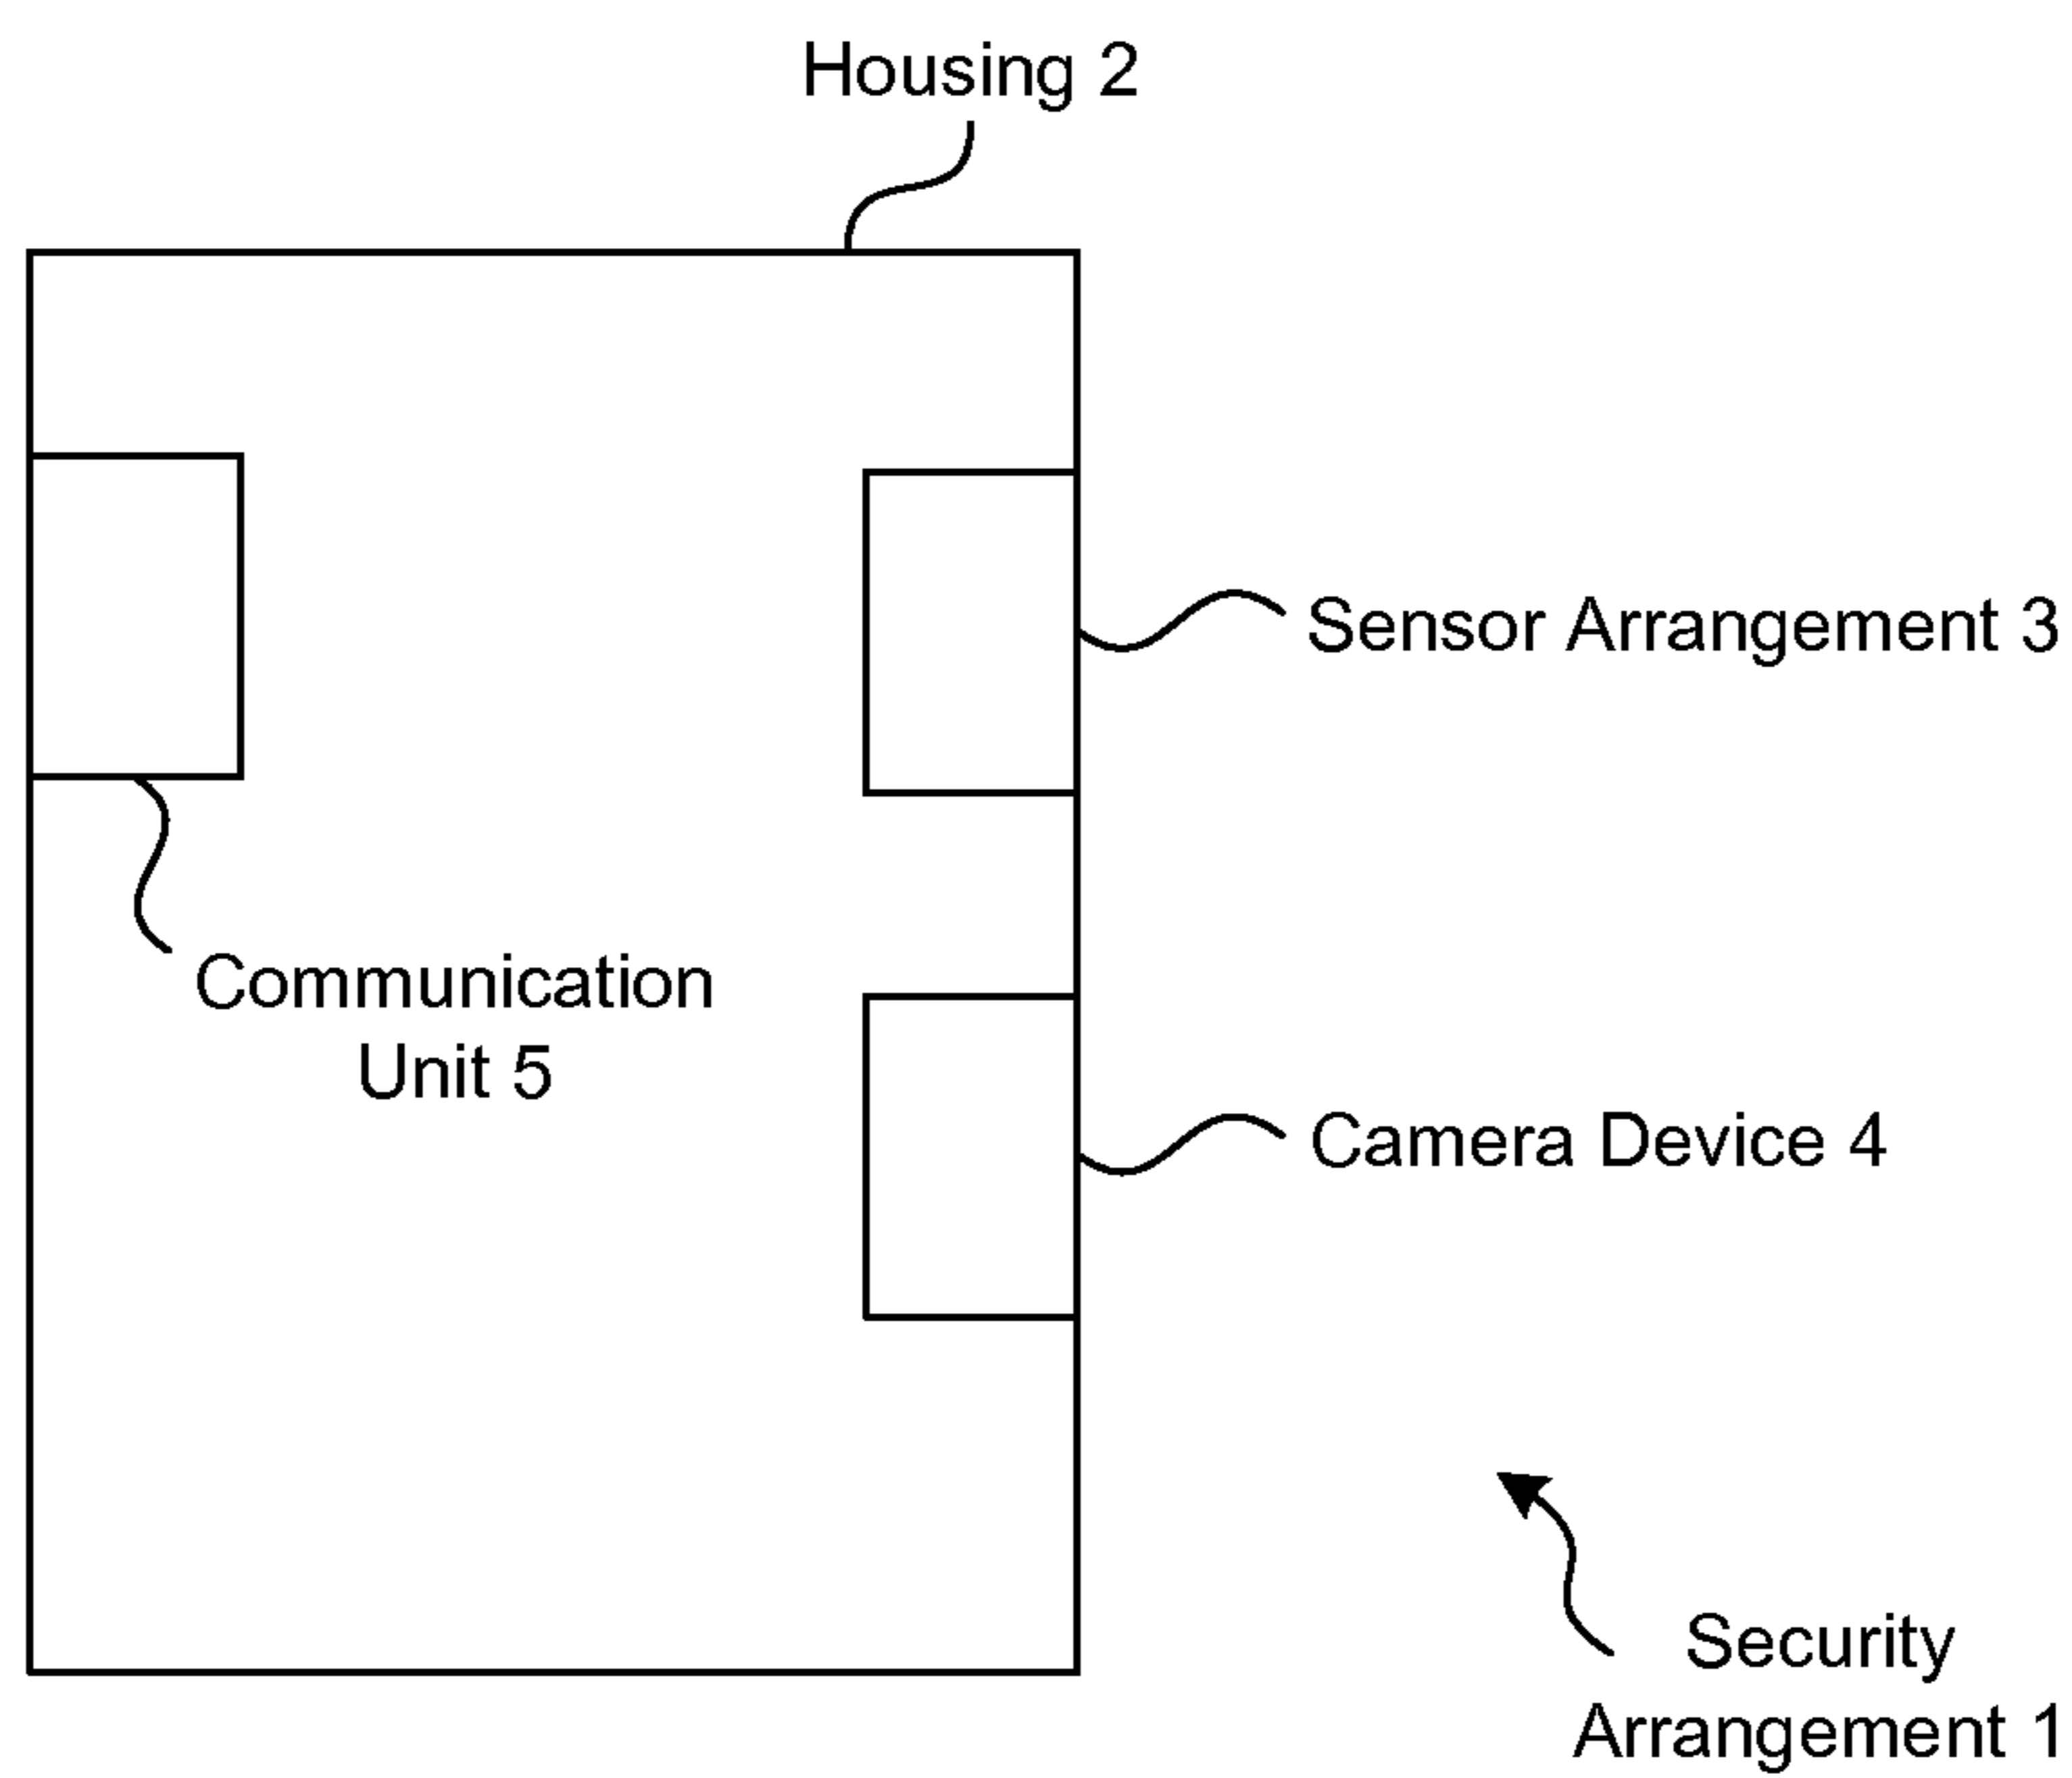 Housing 2
Sensor Arrangement 3
Communication
Unit 5
Camera Device 4
Security
Arrangement 1